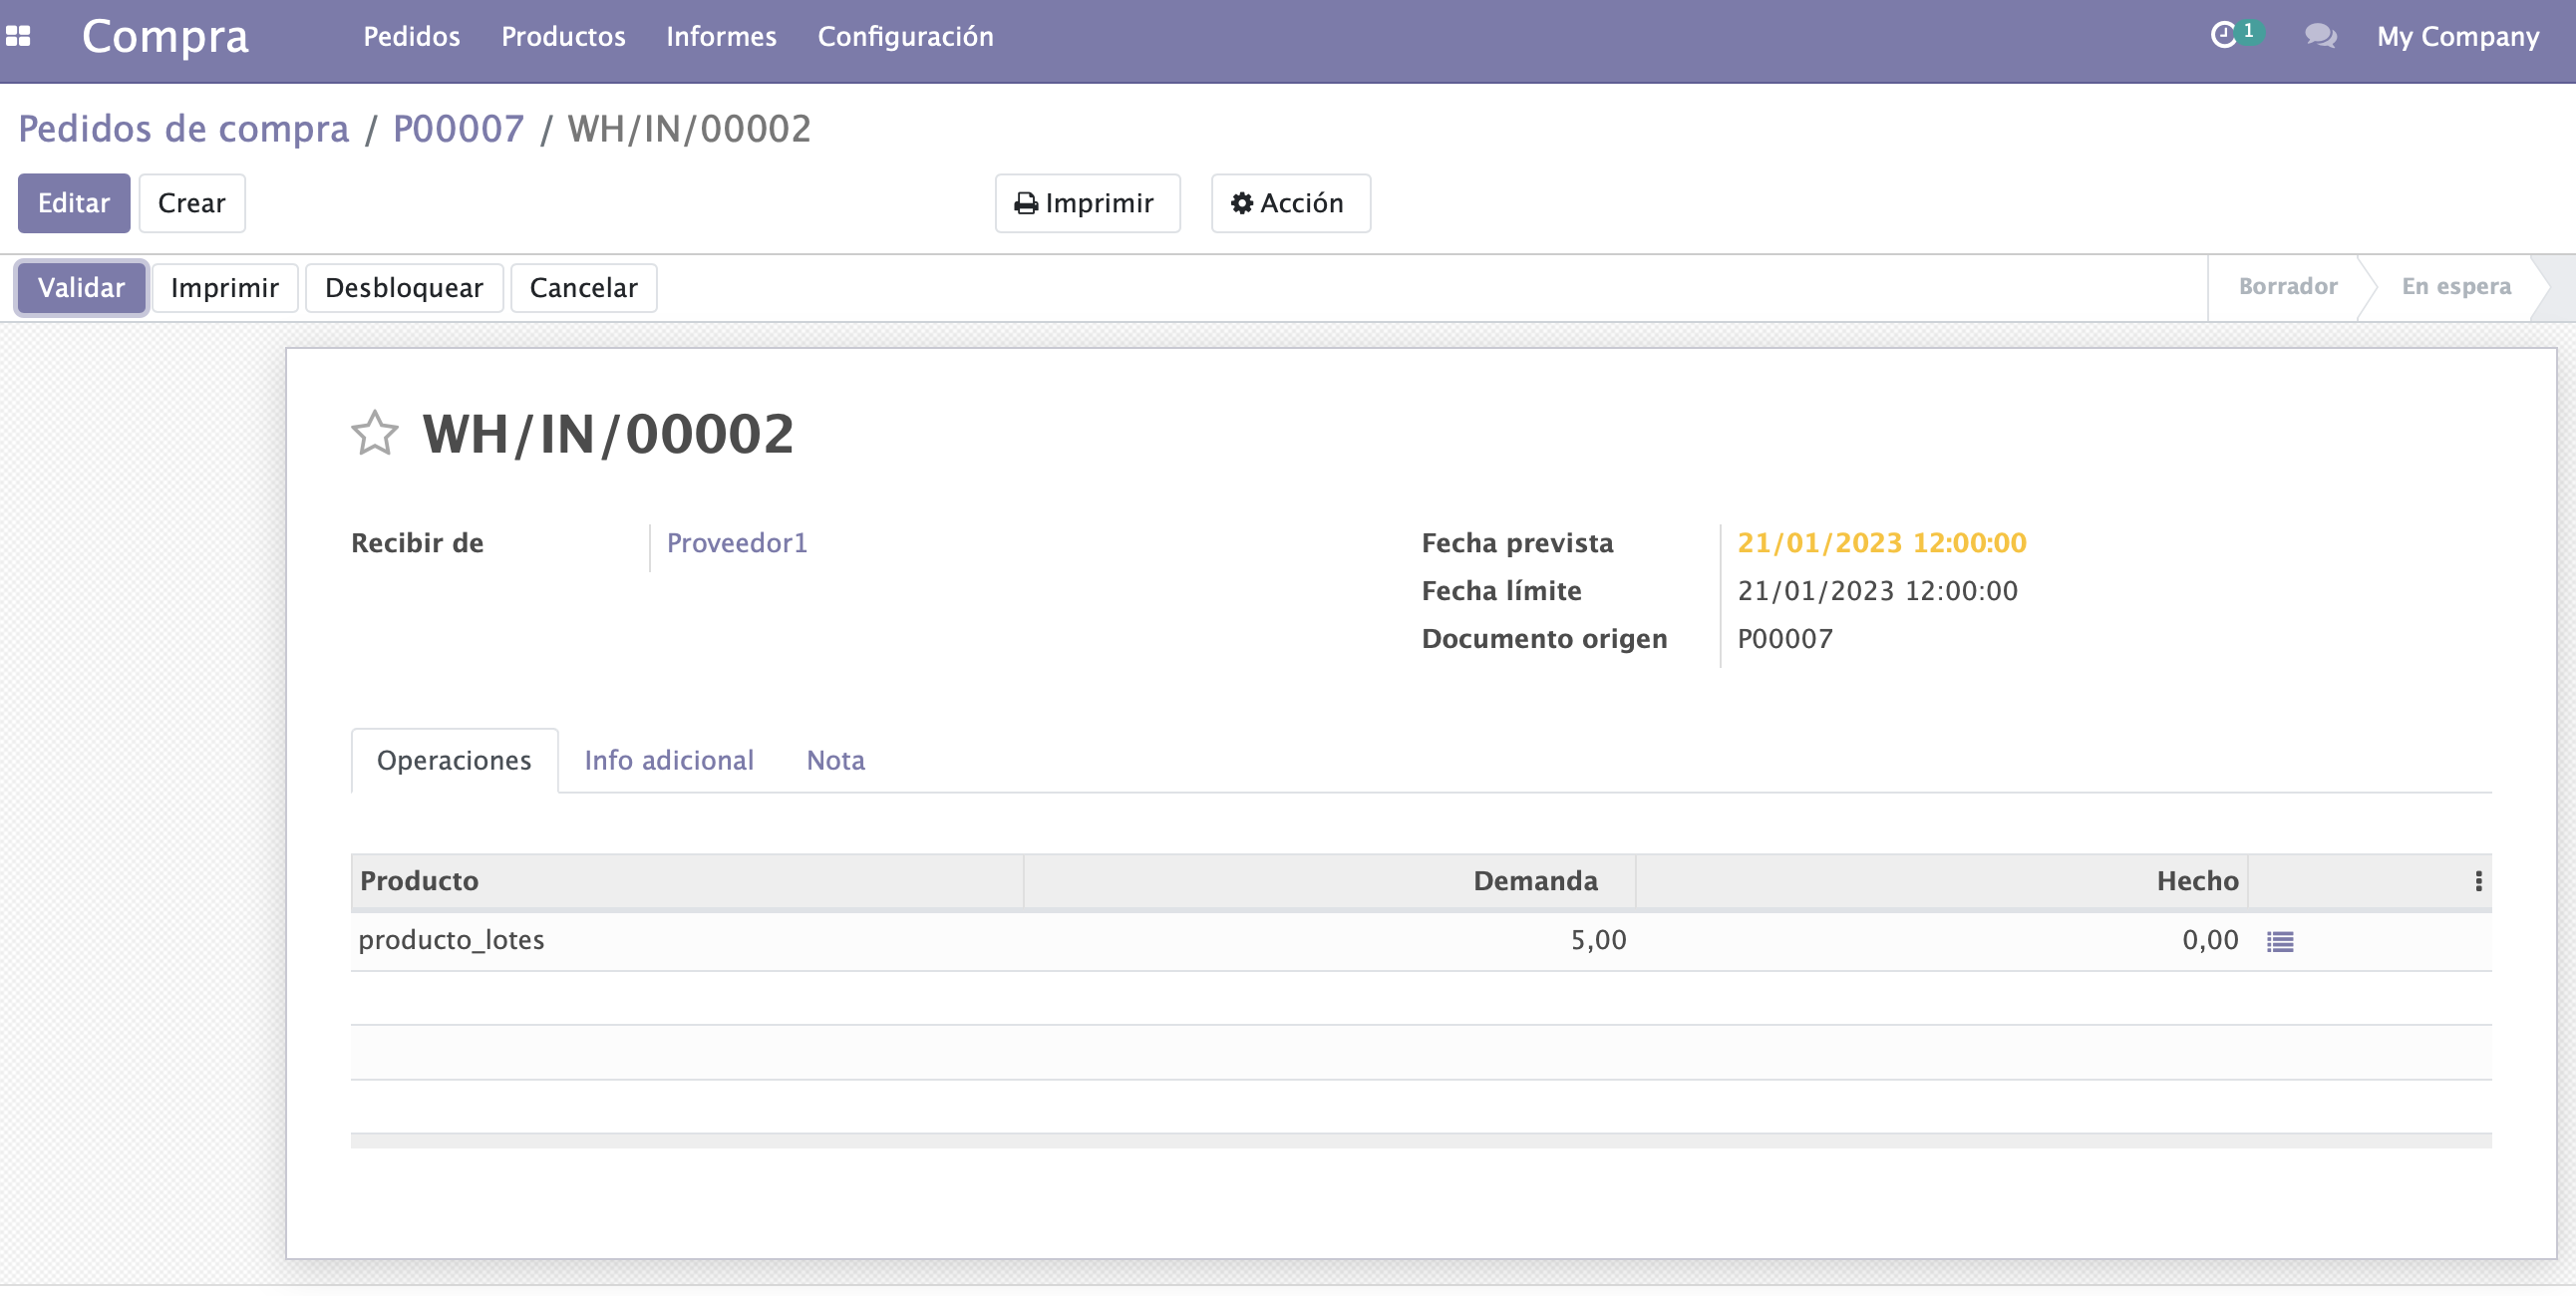 Compra Pedidos Productos Informes Configuración 1 My Company
Pedidos de compra / P00007 / WH/IN/00002
Editar Crear Imprimir Acción
Validar Imprimir Desbloquear Cancelar Borrador En espera
WH/IN/00002
Recibir de Proveedor1 Fecha prevista 21/01/2023 12:00:00
Fecha límite 21/01/2023 12:00:00
Documento origen P00007
Operaciones Info adicional Nota
Producto Demanda Hecho
producto_lotes 5,00 0,00